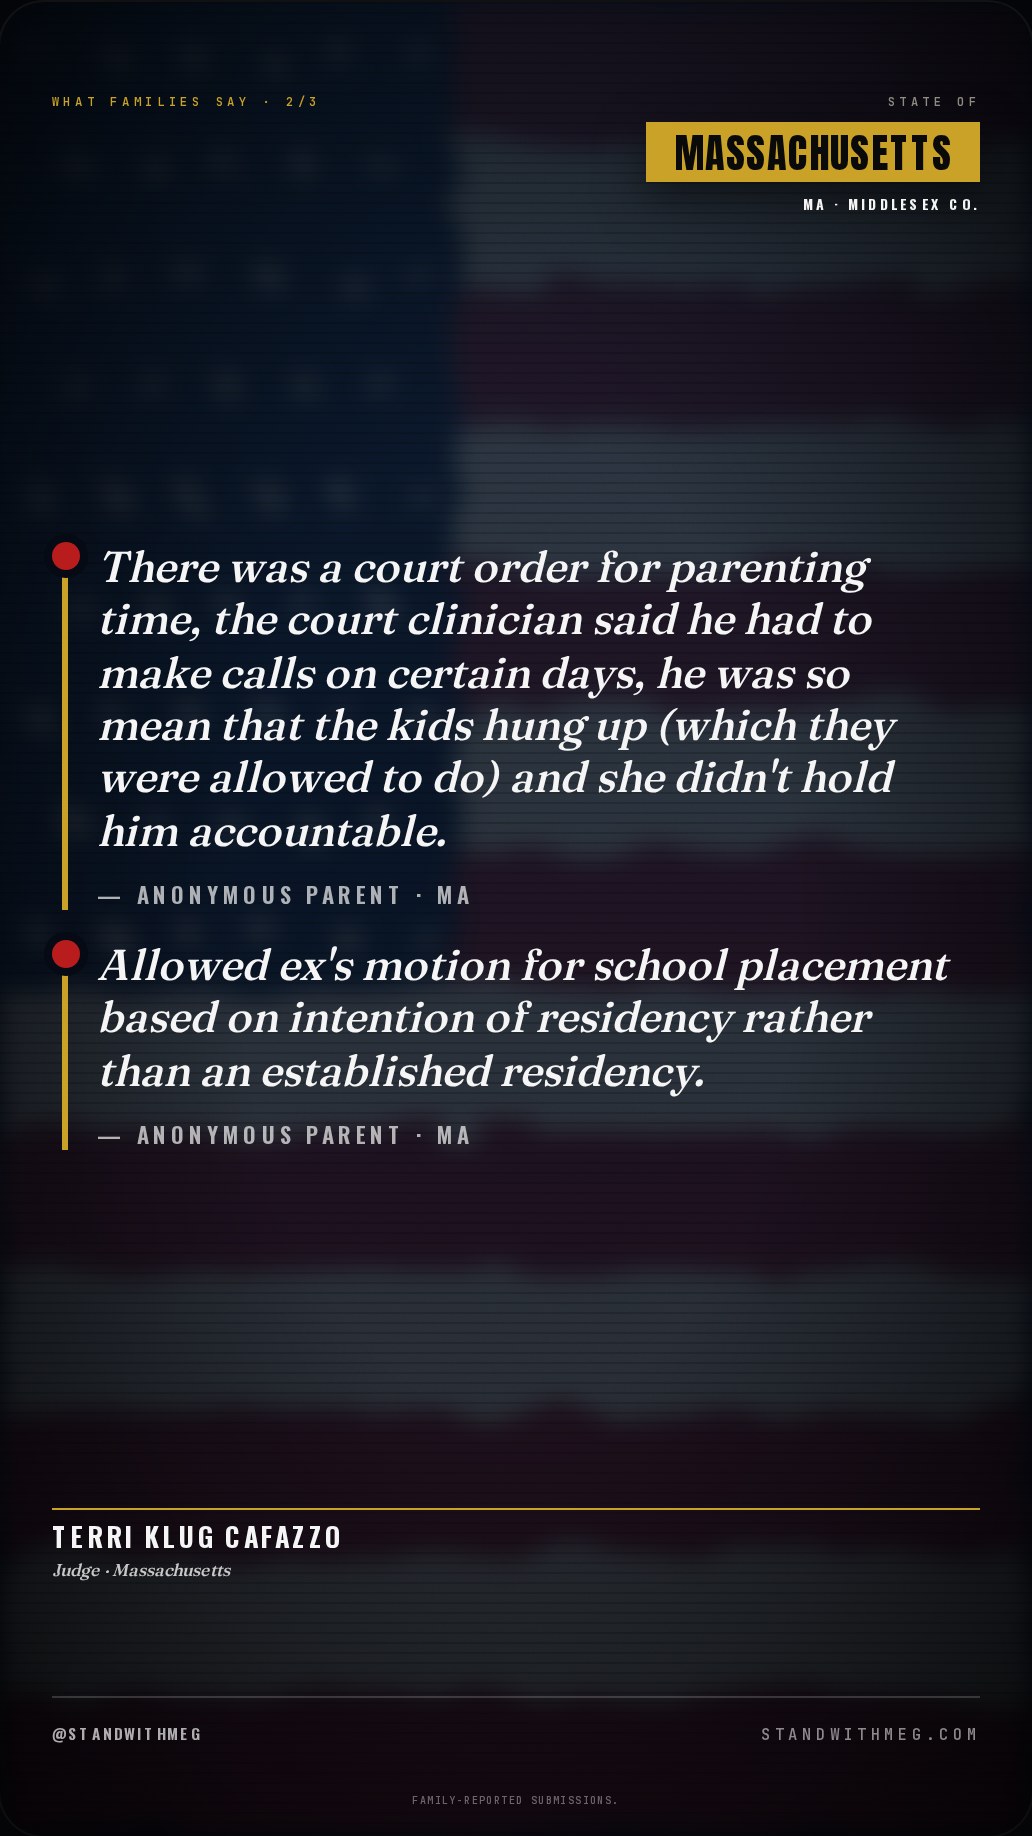 WHAT FAMILIES SAY · 2/3
STATE OF
MASSACHUSETTS
MA · MIDDLESEX CO.
There was a court order for parenting
time, the court clinician said he had to
make calls on certain days, he was so
mean that the kids hung up (which they
were allowed to do) and she didn't hold
him accountable.
— ANONYMOUS PARENT · MA
Allowed ex's motion for school placement
based on intention of residency rather
than an established residency.
— ANONYMOUS PARENT · MA
TERRI KLUG CAFAZZO
Judge · Massachusetts
@STANDWITHMEG
STANDWITHMEG.COM
FAMILY-REPORTED SUBMISSIONS.